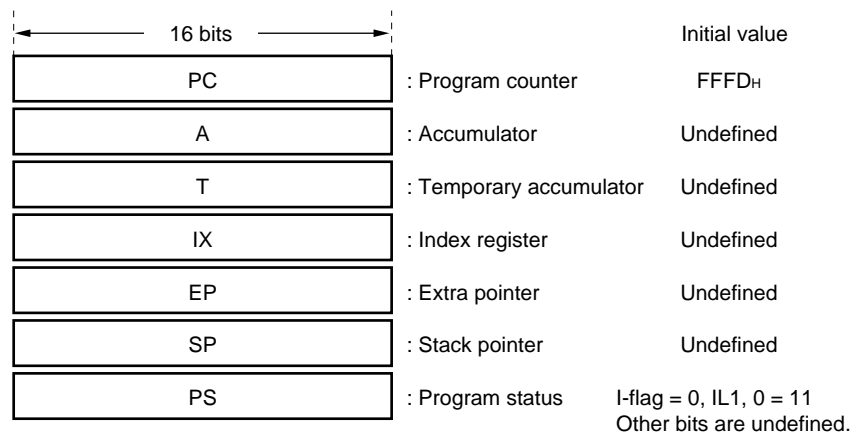 16 bits Initial value
PC : Program counter FFFDH
A : Accumulator Undefined
T : Temporary accumulator Undefined
IX : Index register Undefined
EP : Extra pointer Undefined
SP : Stack pointer Undefined
PS : Program status I-flag = 0, IL1, 0 = 11
Other bits are undefined.